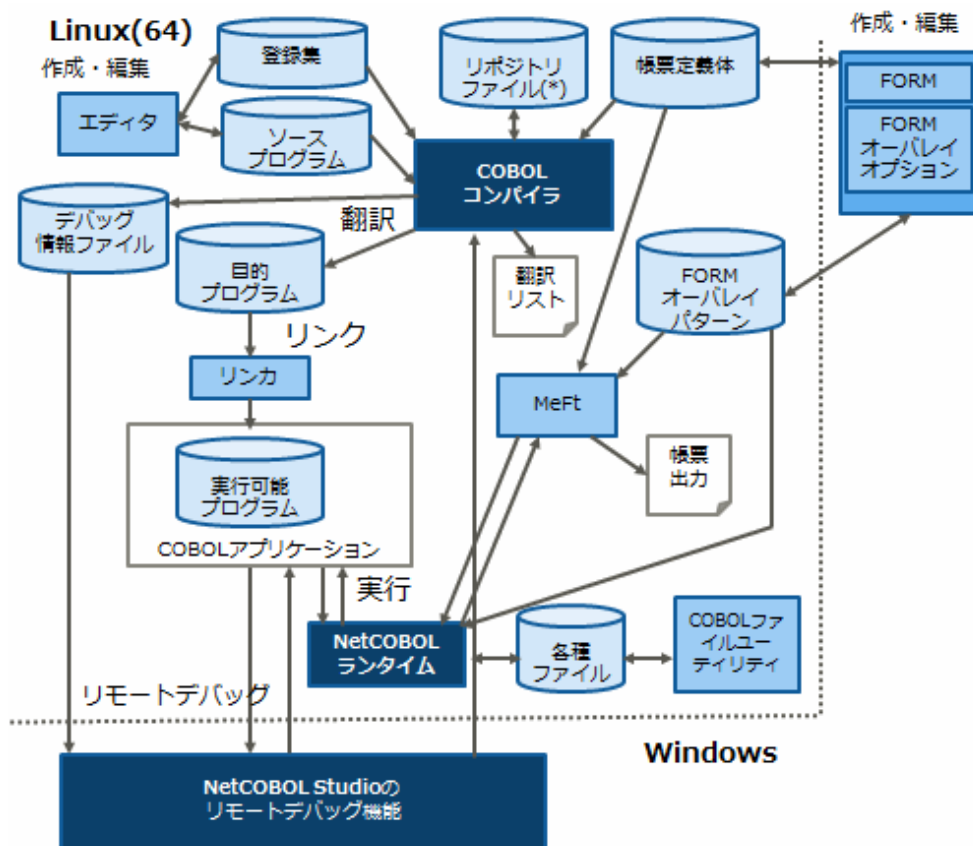 Linux(64)
作成・編集
エディタ
登録集
ソース
プログラム
リポジトリ
ファイル(*)
帳票定義体
作成・編集
FORM
FORM
オーバレイ
オプション
COBOL
コンパイラ
デバッグ
情報ファイル
翻訳
目的
プログラム
翻訳
リスト
FORM
オーバレイ
パターン
リンク
リンカ
MeFt
帳票
出力
実行可能
プログラム
COBOLアプリケーション
実行
NetCOBOL
ランタイム
各種
ファイル
COBOLファ
イルユー
ティリティ
リモートデバッグ
Windows
NetCOBOL Studioの
リモートデバッグ機能